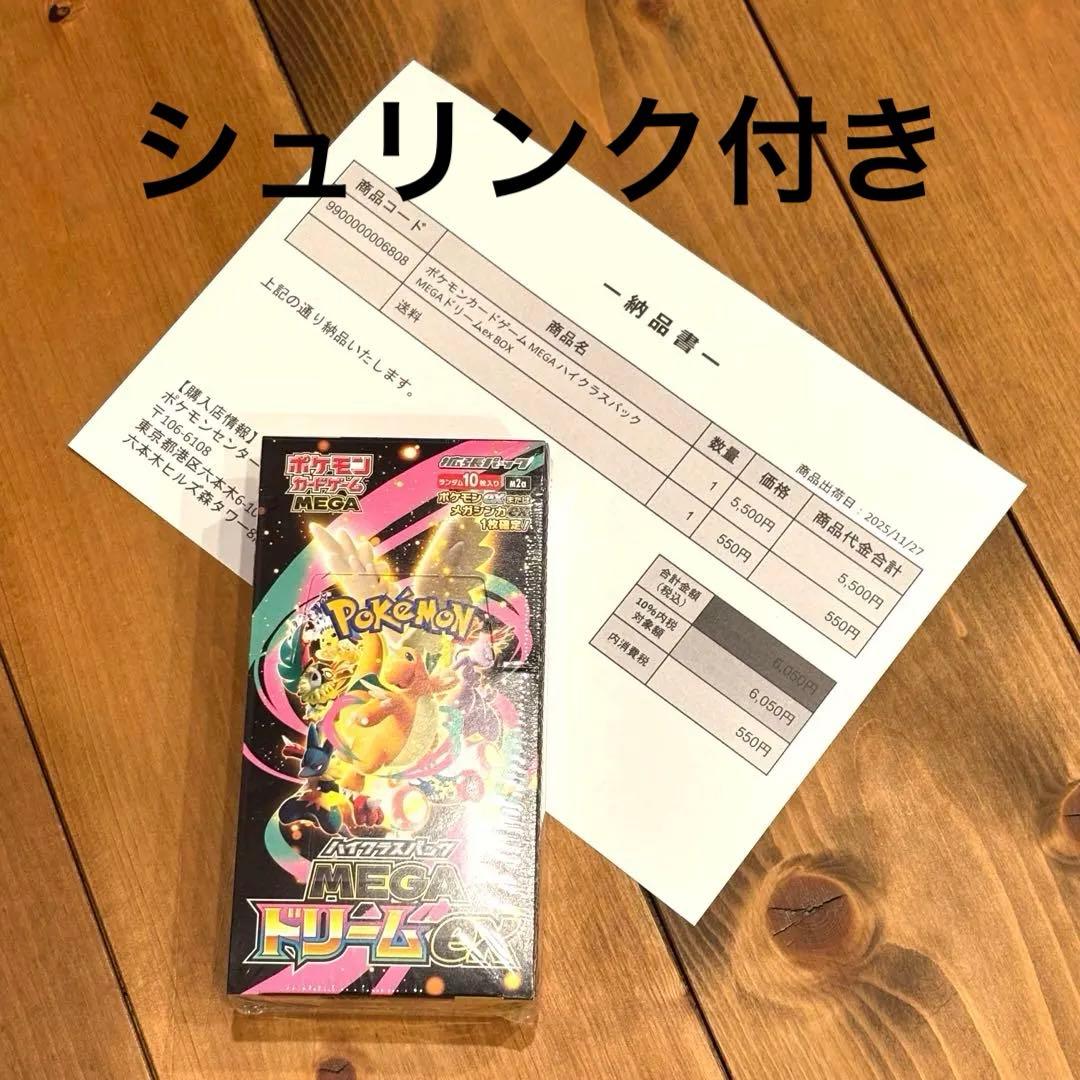 シュリンク付き
ー納品書ー
商品出荷日：2025/11/27
商品コード 商品名 数量 価格 商品代金合計
9900000006808 ポケモンカードゲーム MEGA ハイクラスパック
MEGAドリームex BOX 1 5,500円 5,500円
送料 1 550円 550円
合計金額
(税込) 6,050円
10%内税
対象額 6,050円
内消費税 550円
上記の通り納品いたします。
【購入店情報】
ポケモンセンター
〒106-6108
東京都港区六本木6-10
六本木ヒルズ森タワー8
ポケモン
カードゲーム
MEGA
拡張パック
ランダム10枚入り m2a
ポケモンexまたは
メガシンカex
1枚確定!
POKéMON
ハイクラスパック
MEGA
ドリームex